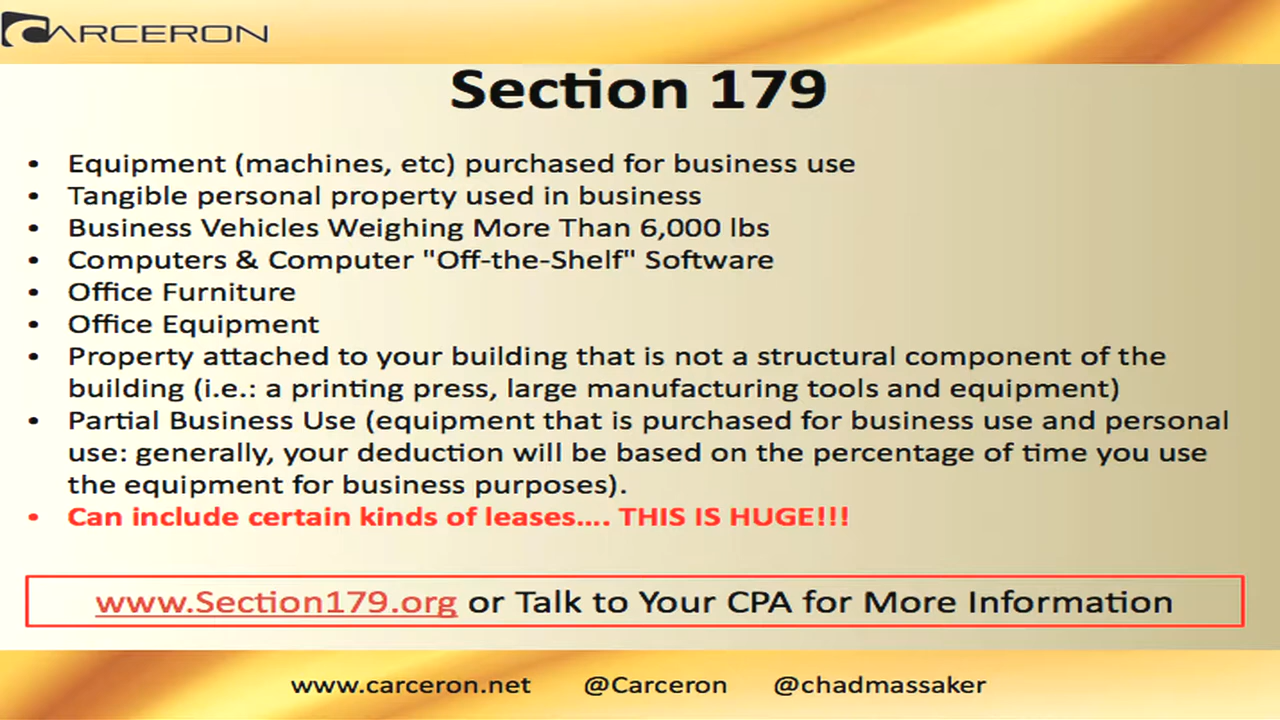 CARCERON
Section 179
• Equipment (machines, etc) purchased for business use
• Tangible personal property used in business
• Business Vehicles Weighing More Than 6,000 lbs
• Computers & Computer "Off-the-Shelf" Software
• Office Furniture
• Office Equipment
• Property attached to your building that is not a structural component of the
building (i.e.: a printing press, large manufacturing tools and equipment)
• Partial Business Use (equipment that is purchased for business use and personal
use: generally, your deduction will be based on the percentage of time you use
the equipment for business purposes).
• Can include certain kinds of leases.... THIS IS HUGE!!!
www.Section179.org or Talk to Your CPA for More Information
www.carceron.net @Carceron @chadmassaker